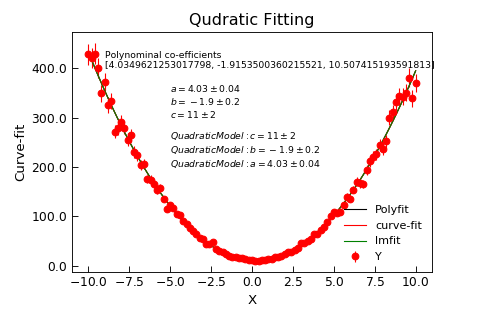 Qudratic Fitting
Polynominal co-efficients
[4.0349621253017798, -1.9153500360215521, 10.507415193591813]
a = 4.03 ± 0.04
b = − 1.9 ± 0.2
c = 11 ± 2
QuadraticModel : c = 11 ± 2
QuadraticModel : b = − 1.9 ± 0.2
QuadraticModel : a = 4.03 ± 0.04
Curve-fit
400.0
300.0
200.0
100.0
0.0
Polyfit
curve-fit
lmfit
Y
−10.0 −7.5 −5.0 −2.5 0.0 2.5 5.0 7.5 10.0
X